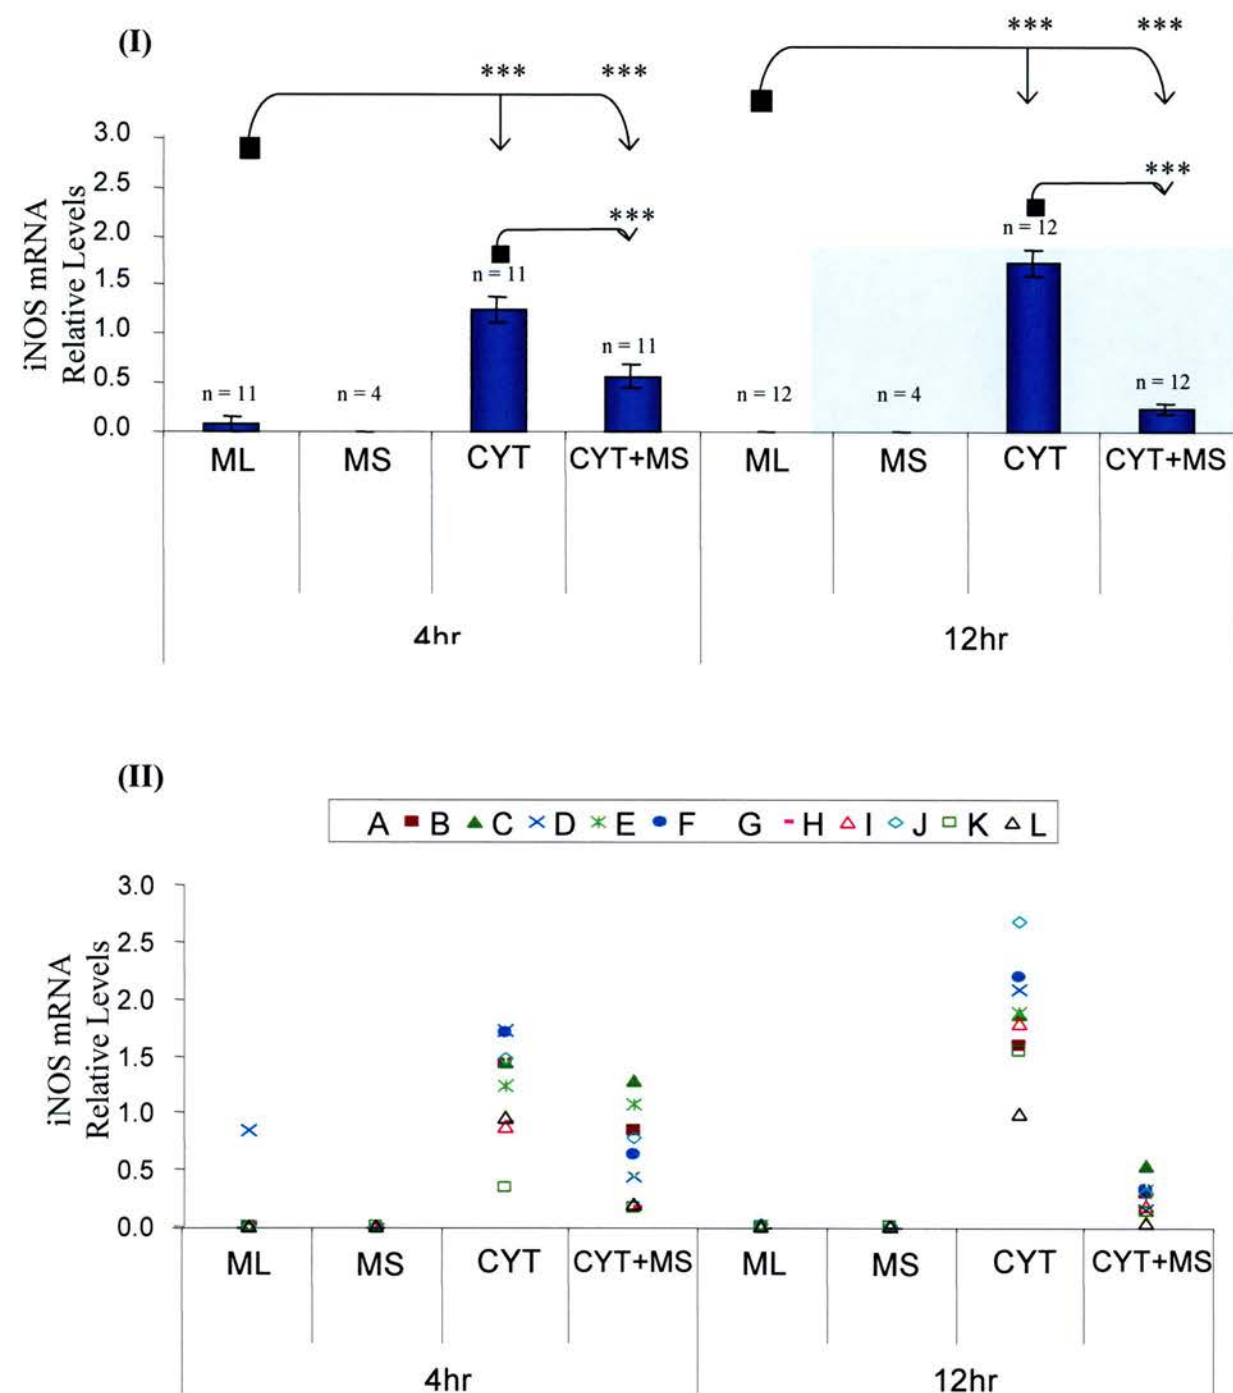 (I)
*** *** *** ***
3.0
2.5
2.0
1.5
1.0
0.5
0.0
iNOS mRNA
Relative Levels
*** ***
n = 11 n = 12
n = 11 n = 12
n = 11 n = 4 n = 12 n = 4
ML MS CYT CYT+MS ML MS CYT CYT+MS
4hr 12hr
(II)
A B C D E F G H I J K L
3.0
2.5
2.0
1.5
1.0
0.5
0.0
iNOS mRNA
Relative Levels
ML MS CYT CYT+MS ML MS CYT CYT+MS
4hr 12hr